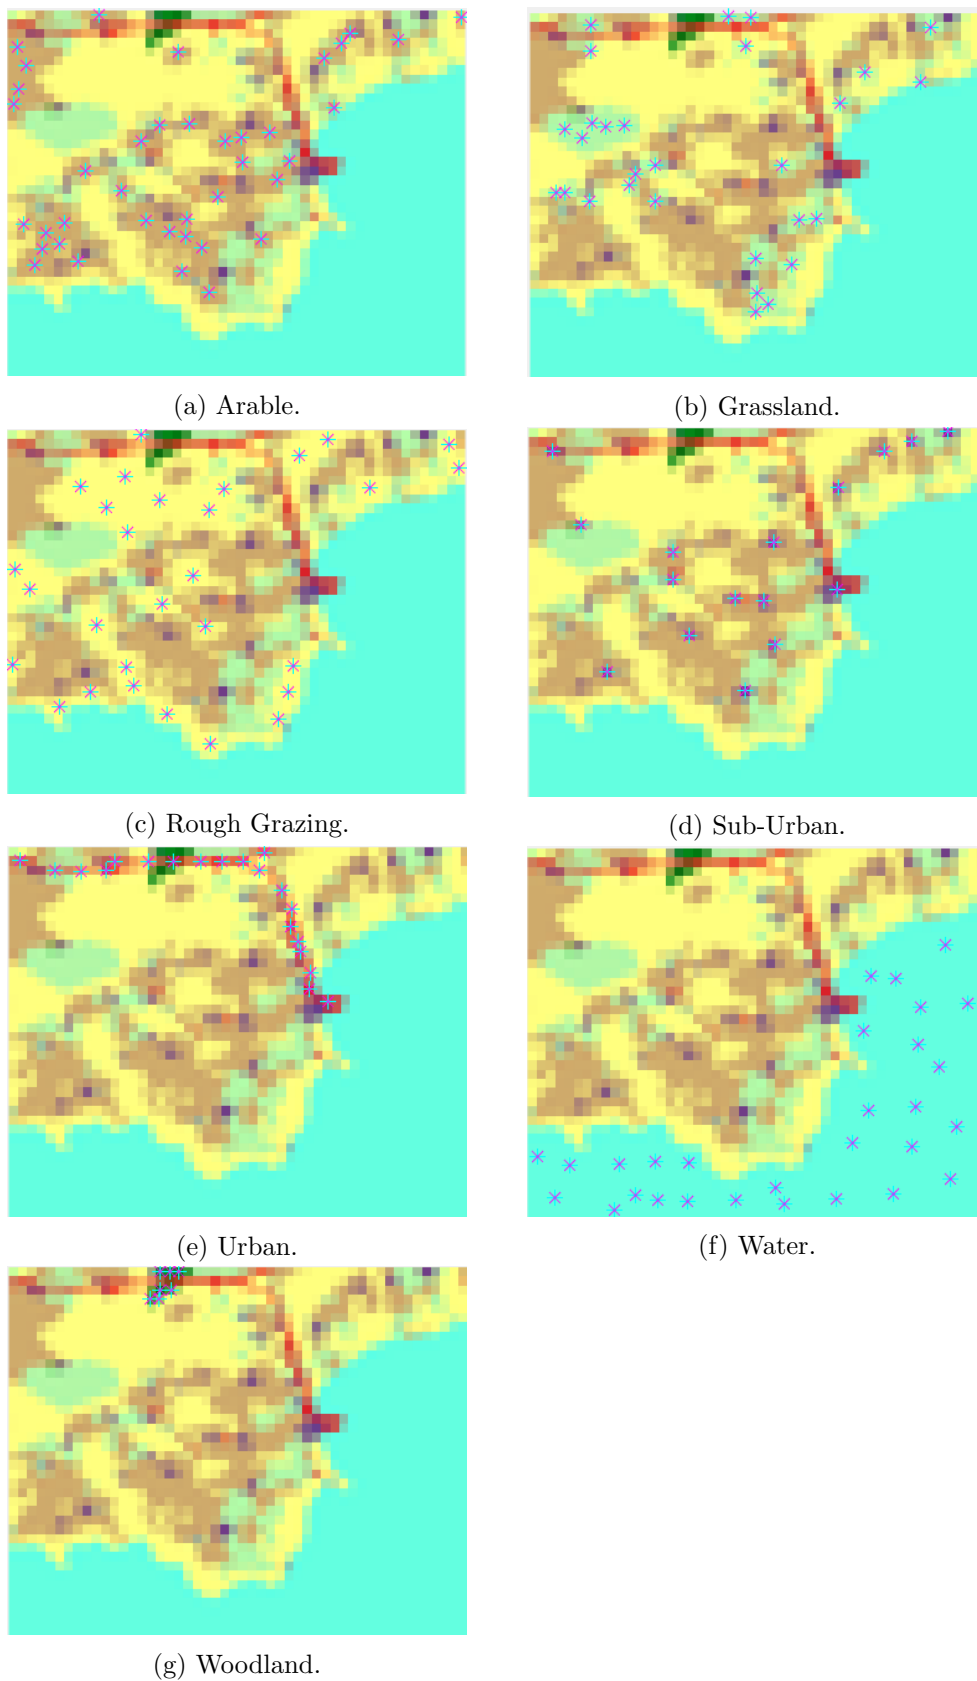 (a) Arable.
(b) Grassland.
(c) Rough Grazing.
(d) Sub-Urban.
(e) Urban.
(f) Water.
(g) Woodland.